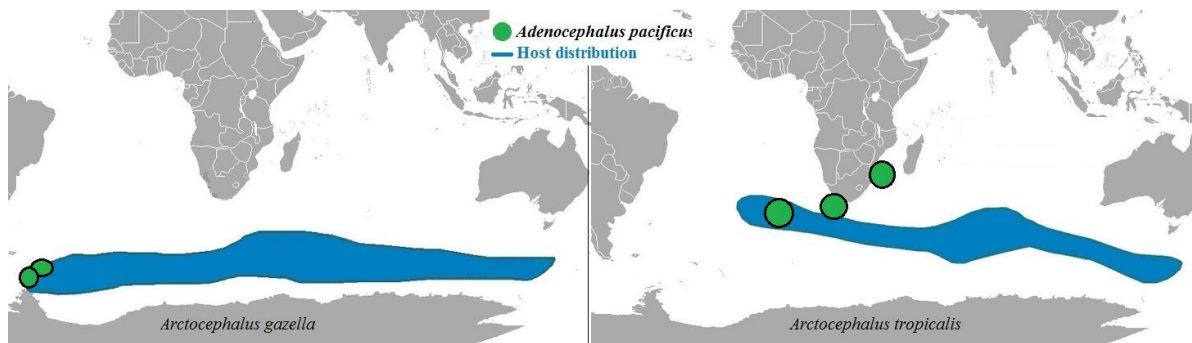 Adenocephalus pacificus
Host distribution
Arctocephalus gazella
Arctocephalus tropicalis